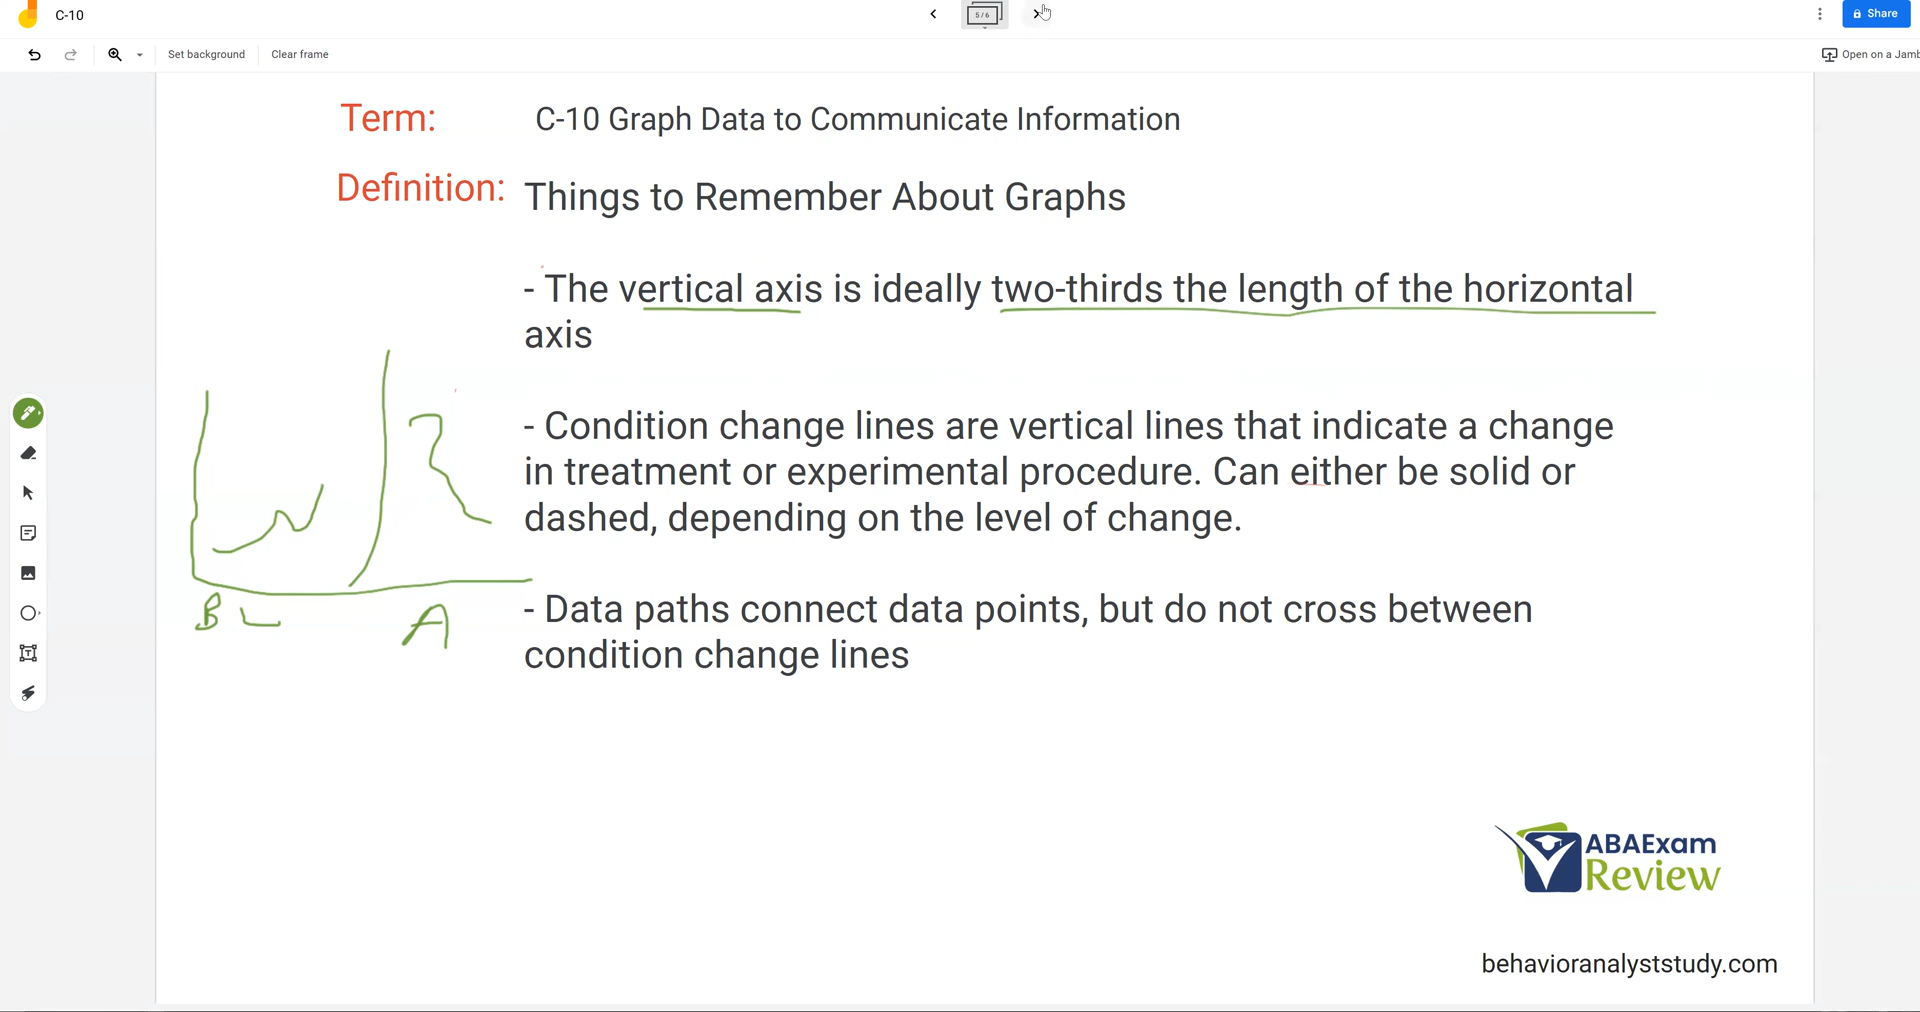 C-10
5 / 6
Share
Set background
Clear frame
Open on a Jamb
Term: C-10 Graph Data to Communicate Information
Definition: Things to Remember About Graphs
- The vertical axis is ideally two-thirds the length of the horizontal
axis
- Condition change lines are vertical lines that indicate a change
in treatment or experimental procedure. Can either be solid or
dashed, depending on the level of change.
BL A
- Data paths connect data points, but do not cross between
condition change lines
ABAExam
Review
behavioranalyststudy.com